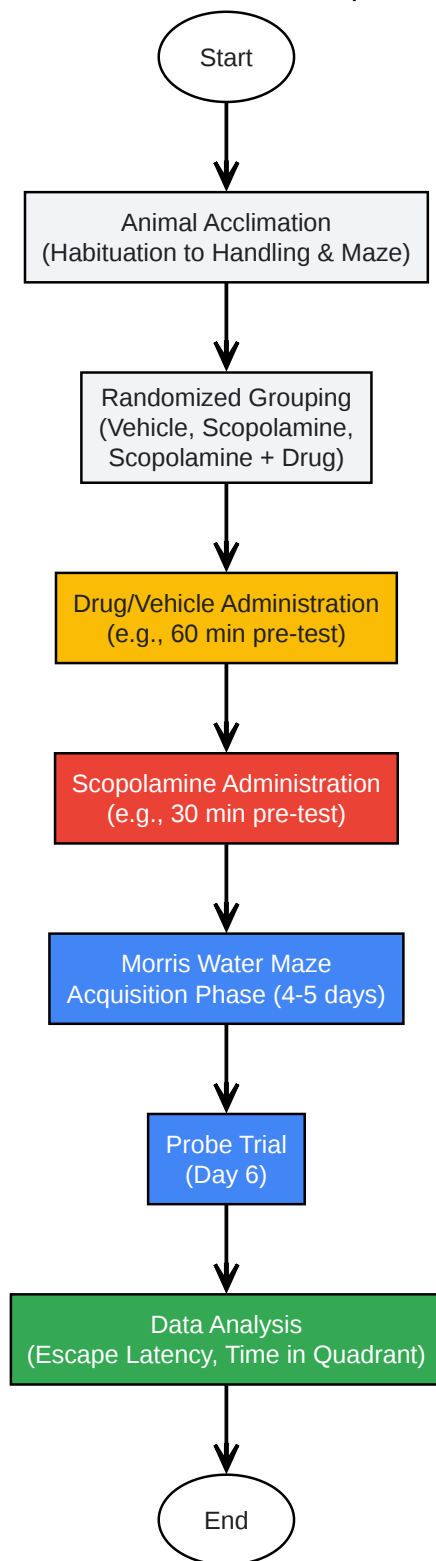 Start
Animal Acclimation
(Habituation to Handling & Maze)
Randomized Grouping
(Vehicle, Scopolamine,
Scopolamine + Drug)
Drug/Vehicle Administration
(e.g., 60 min pre-test)
Scopolamine Administration
(e.g., 30 min pre-test)
Morris Water Maze
Acquisition Phase (4-5 days)
Probe Trial
(Day 6)
Data Analysis
(Escape Latency, Time in Quadrant)
End